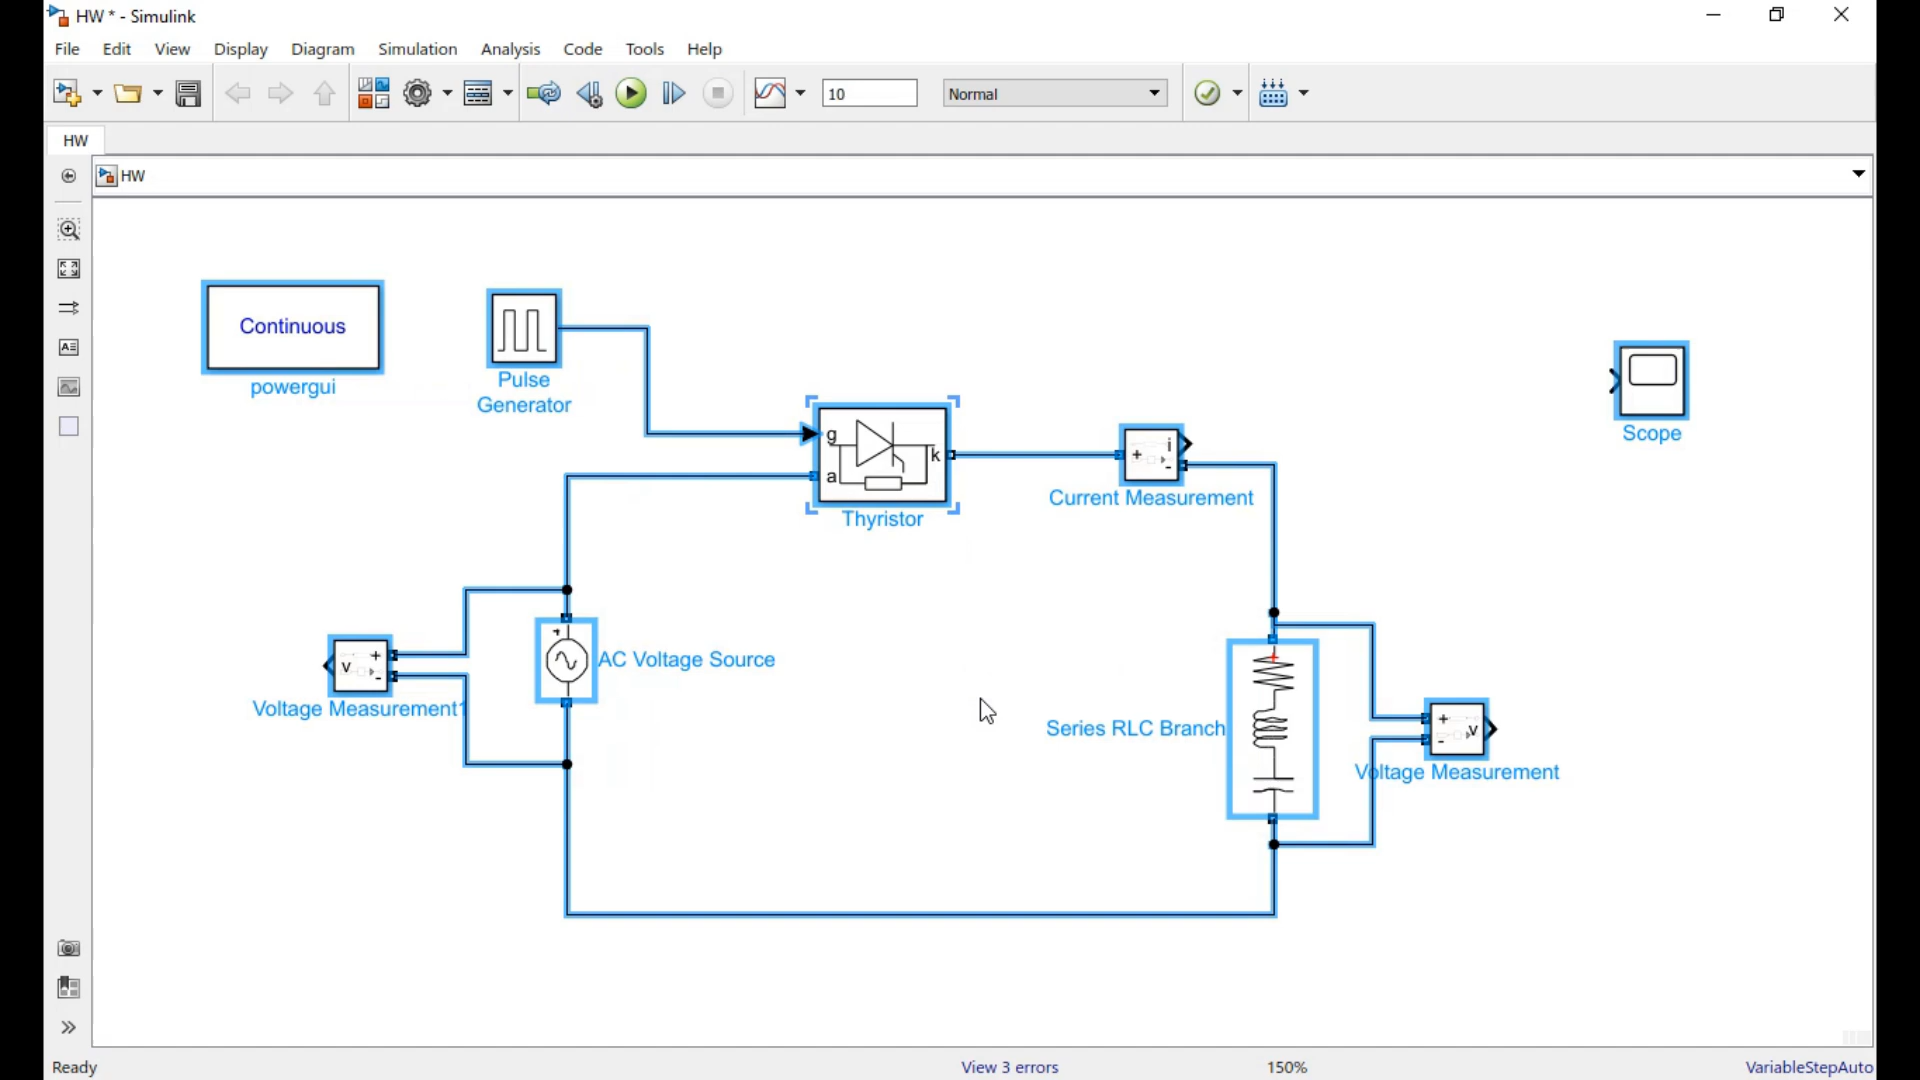 HW * - Simulink
File Edit View Display Diagram Simulation Analysis Code Tools Help
10 Normal
HW
HW
Continuous
powergui
Pulse
Generator
g
a
k
Thyristor
+ i
-
Current Measurement
Scope
v + -
Voltage Measurement1
+
AC Voltage Source
+
Series RLC Branch
+ v
-
Voltage Measurement
Ready View 3 errors 150% VariableStepAuto